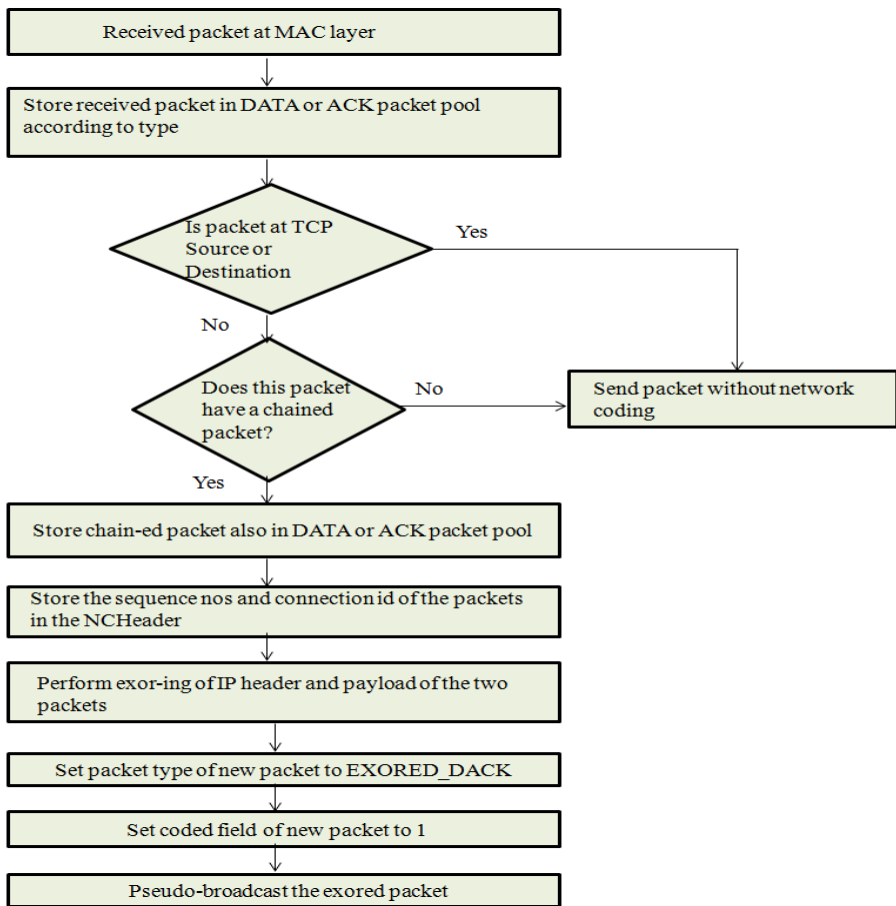 Received packet at MAC layer
Store received packet in DATA or ACK packet pool
according to type
Is packet at TCP
Source or
Destination
Yes
No
Does this packet
have a chained
packet?
No
Send packet without network
coding
Yes
Store chain-ed packet also in DATA or ACK packet pool
Store the sequence nos and connection id of the packets
in the NCHeader
Perform exor-ing of IP header and payload of the two
packets
Set packet type of new packet to EXORED_DACK
Set coded field of new packet to 1
Pseudo-broadcast the exored packet